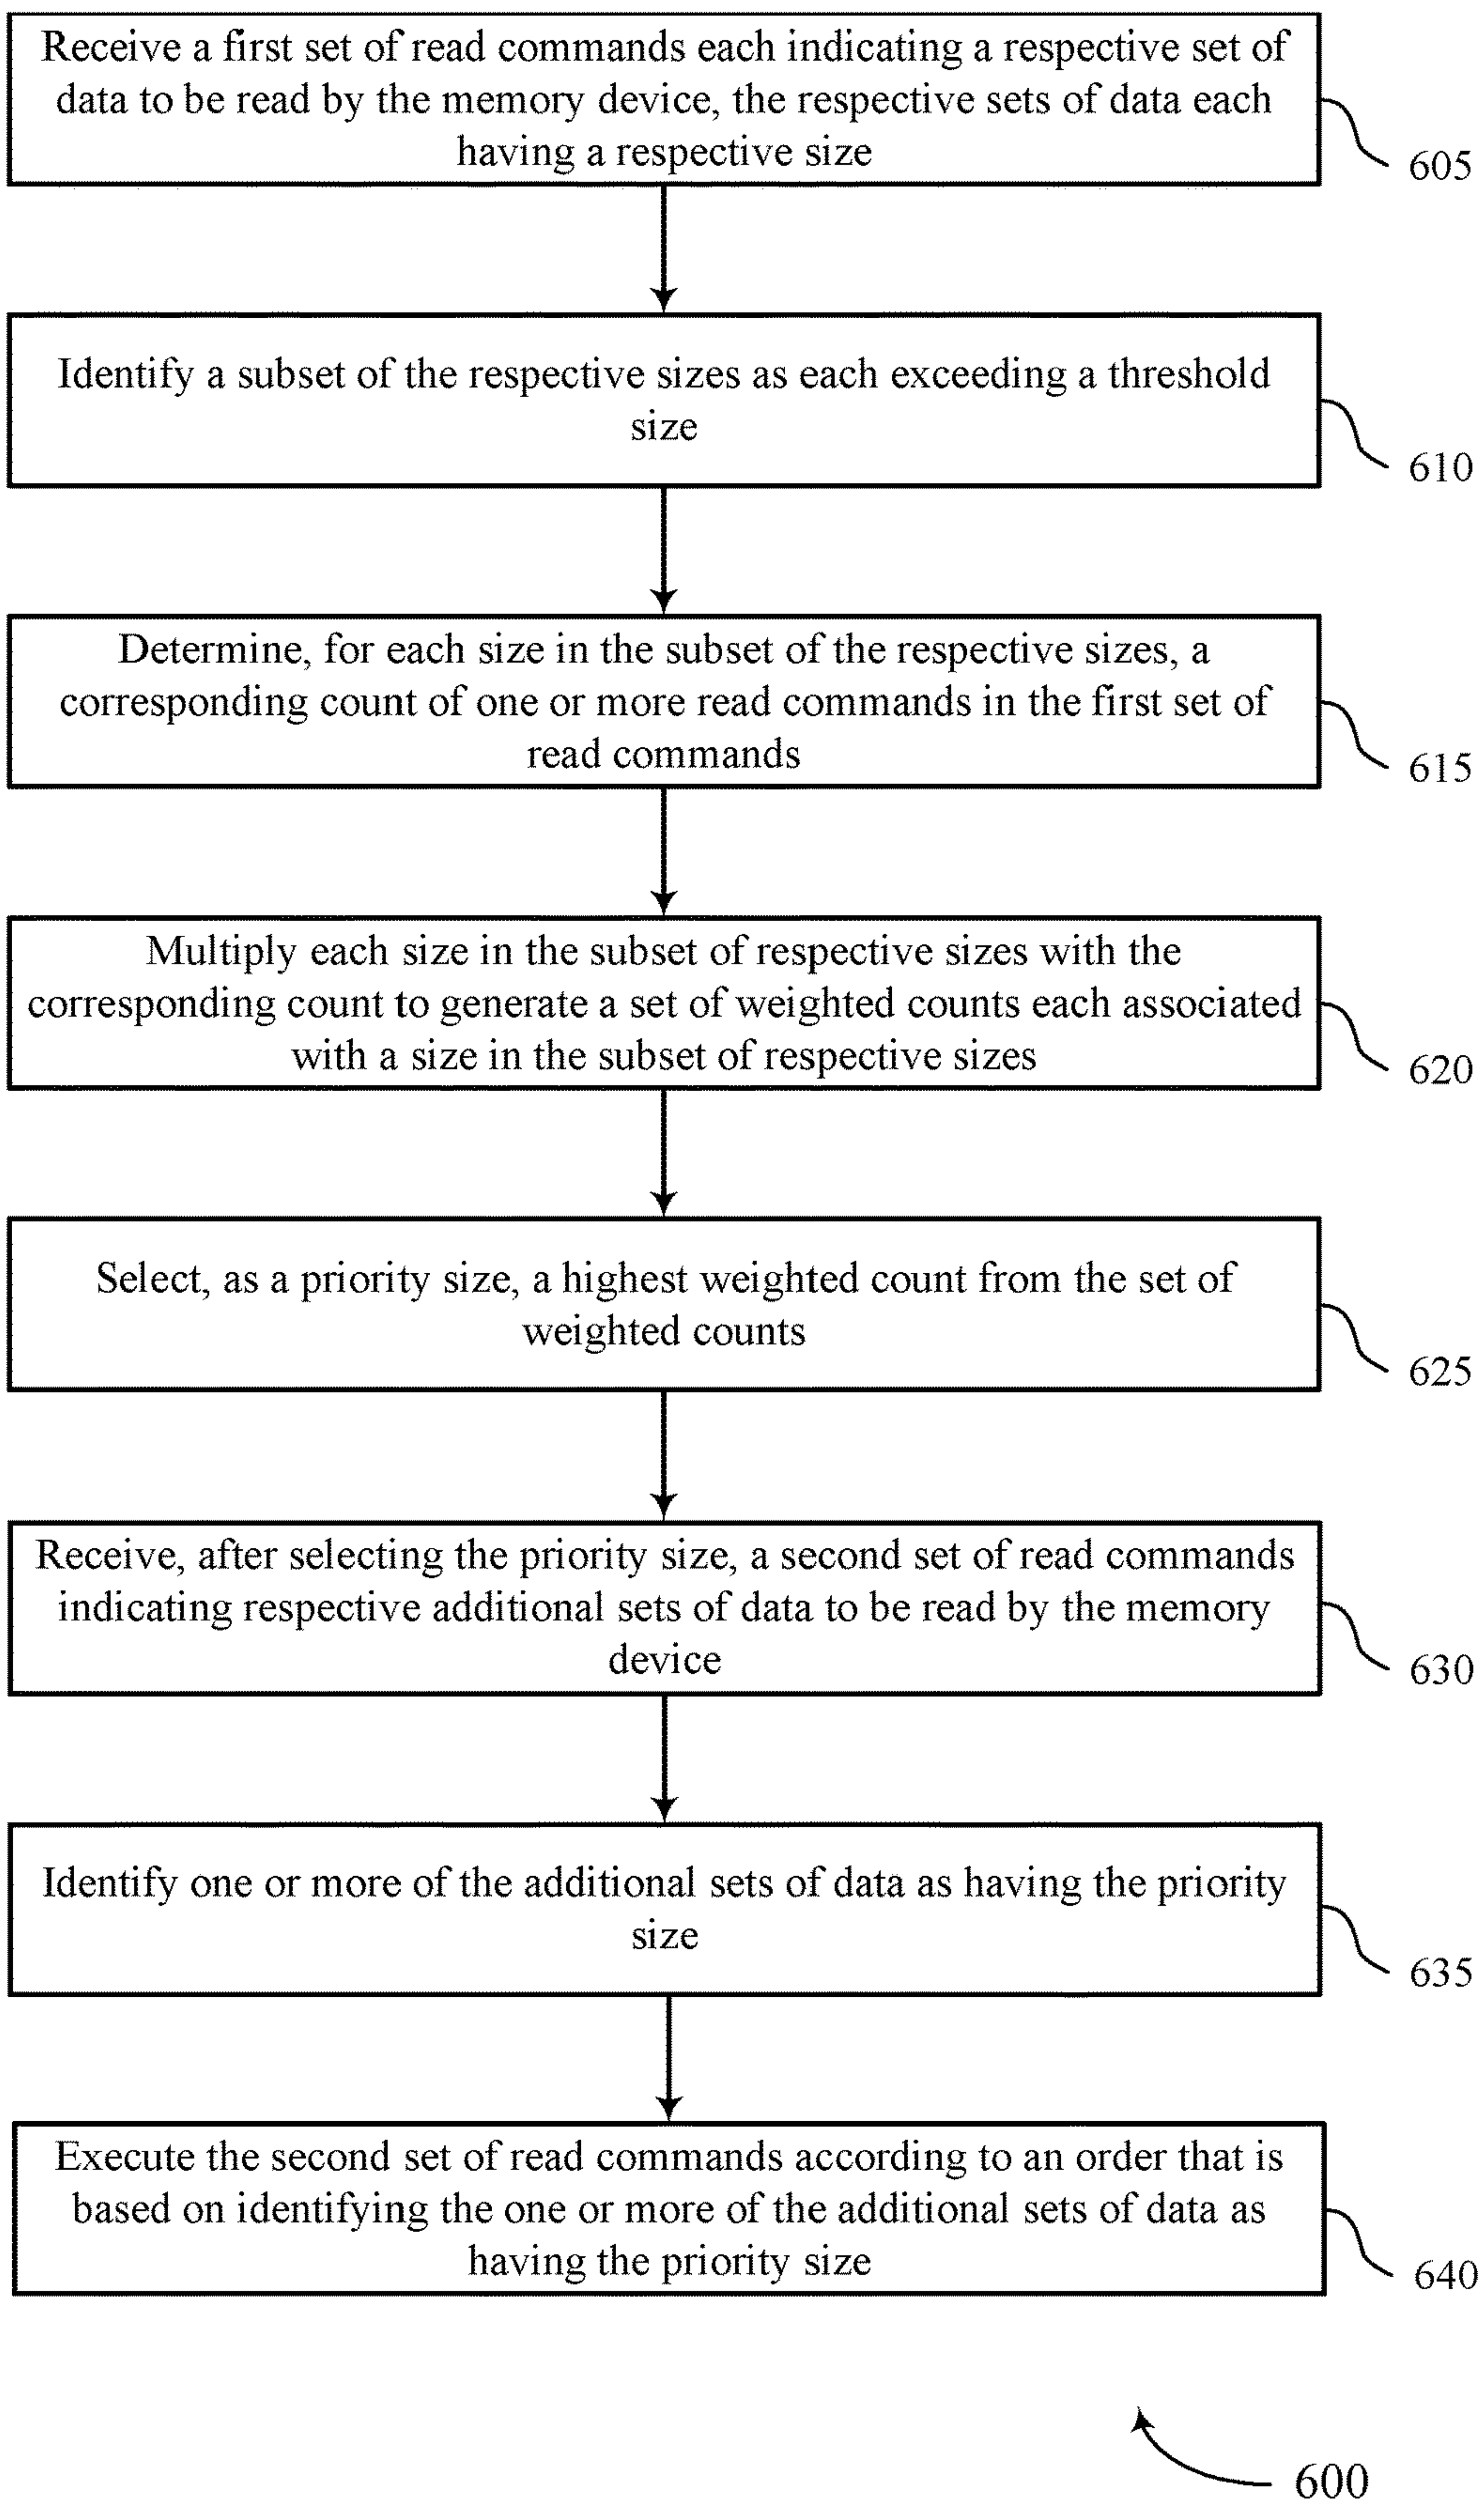 Receive a first set of read commands each indicating a respective set of
data to be read by the memory device, the respective sets of data each
having a respective size
605
Identify a subset of the respective sizes as each exceeding a threshold
size
610
Determine, for each size in the subset of the respective sizes, a
corresponding count of one or more read commands in the first set of
read commands
615
Multiply each size in the subset of respective sizes with the
corresponding count to generate a set of weighted counts each associated
with a size in the subset of respective sizes
620
Select, as a priority size, a highest weighted count from the set of
weighted counts
625
Receive, after selecting the priority size, a second set of read commands
indicating respective additional sets of data to be read by the memory
device
630
Identify one or more of the additional sets of data as having the priority
size
635
Execute the second set of read commands according to an order that is
based on identifying the one or more of the additional sets of data as
having the priority size
640
600